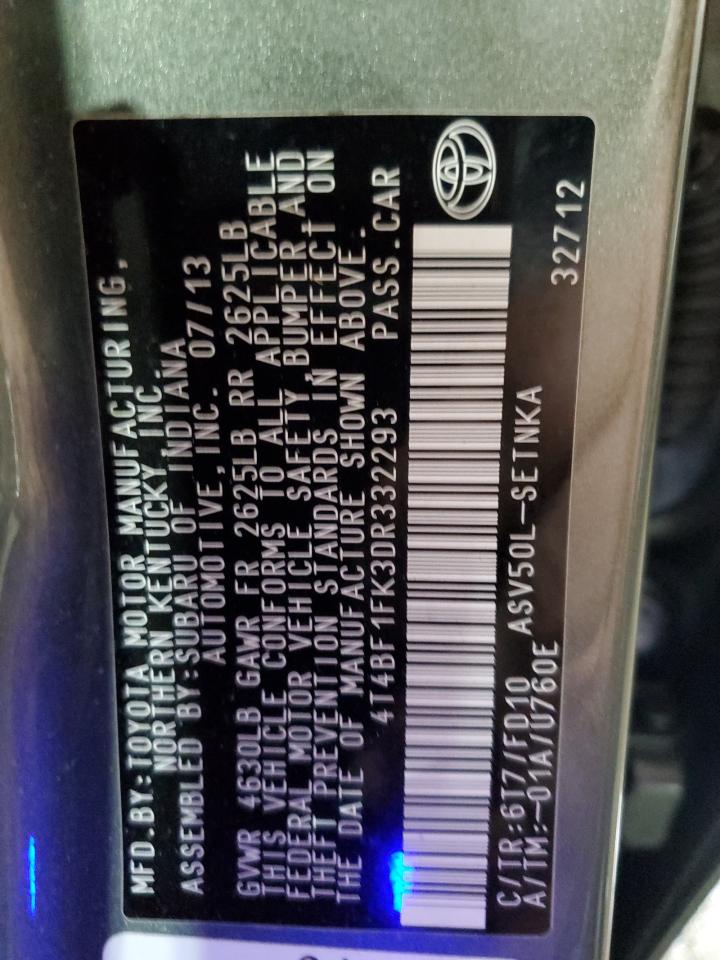 MFD.BY:TOYOTA MOTOR MANUFACTURING,
NORTHERN KENTUCKY,INC.
ASSEMBLED BY:SUBARU OF INDIANA
AUTOMOTIVE,INC. 07/13
GVWR 4630LB GAWR FR 2625LB RR 2625LB
THIS VEHICLE CONFORMS TO ALL APPLICABLE
FEDERAL MOTOR VEHICLE SAFETY,BUMPER,AND
THEFT PREVENTION STANDARDS IN EFFECT ON
THE DATE OF MANUFACTURE SHOWN ABOVE.
4T4BF1FK3DR332293 PASS.CAR
C/TR:6T7/FD10 ASV50L-SETNKA
A/TM:-01A/U760E 32712